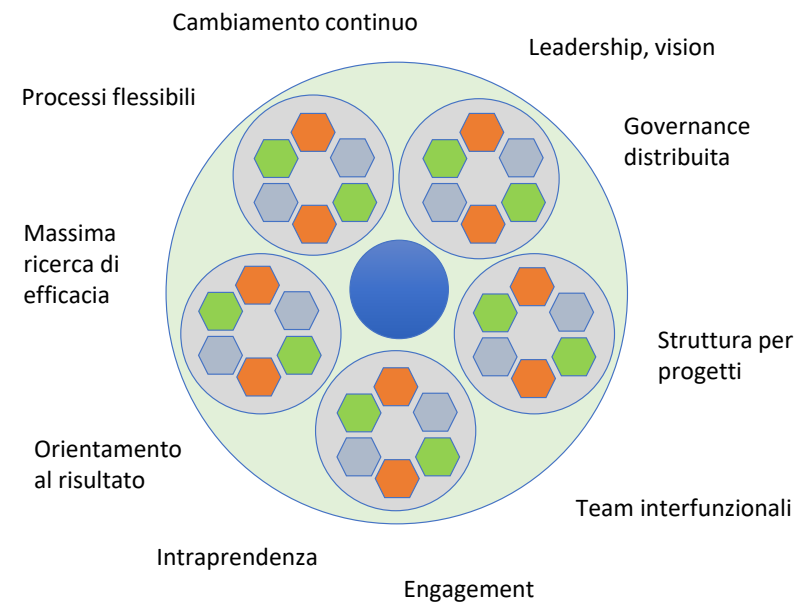 Cambiamento continuo
Leadership, vision
Processi flessibili
Governance
distribuita
Massima
ricerca di
efficacia
Struttura per
progetti
Orientamento
al risultato
Team interfunzionali
Intraprendenza
Engagement